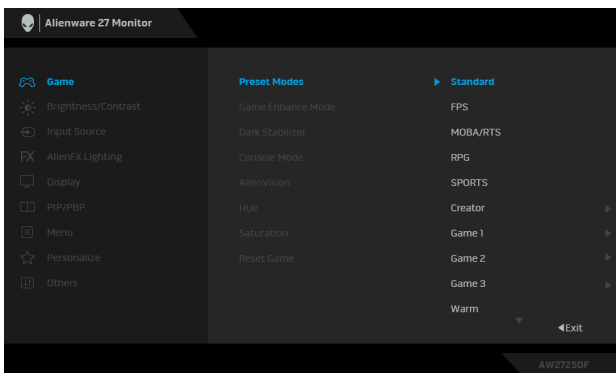 Alienware 27 Monitor
Game
Brightness/Contrast
Input Source
AlienFX Lighting
Display
PIP/PBP
Menu
Personalize
Others
Preset Modes
Game Enhance Mode
Dark Stabilizer
Console Mode
AlienVision
Hue
Saturation
Reset Game
Standard
FPS
MOBA/RTS
RPG
SPORTS
Creator
Game 1
Game 2
Game 3
Warm
Exit
AW2725DF